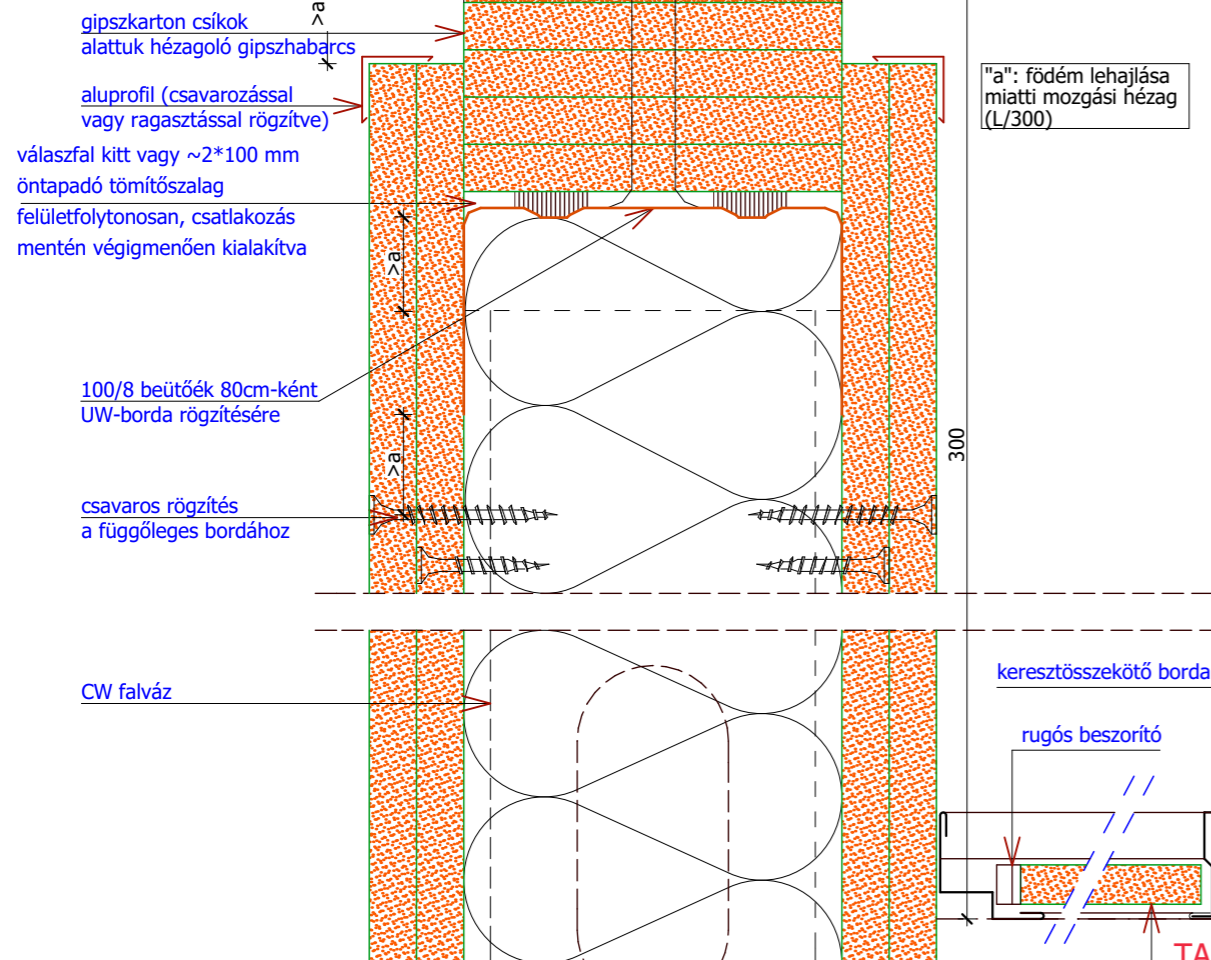 >a
gipszkarton csíkok
alattuk hézagoló gipszhabarcs
aluprofil (csavarozással
vagy ragasztással rögzítve)
"a": födém lehajlása
miatti mozgási hézag
(L/300)
válaszfal kitt vagy ~2*100 mm
öntapadó tömítőszalag
felületfolytonosan, csatlakozás
mentén végigmenően kialakítva
>a
100/8 beütőék 80cm-ként
UW-borda rögzítésére
>a
300
csavaros rögzítés
a függőleges bordához
CW falváz
keresztösszekötő borda
rugós beszorító
TA